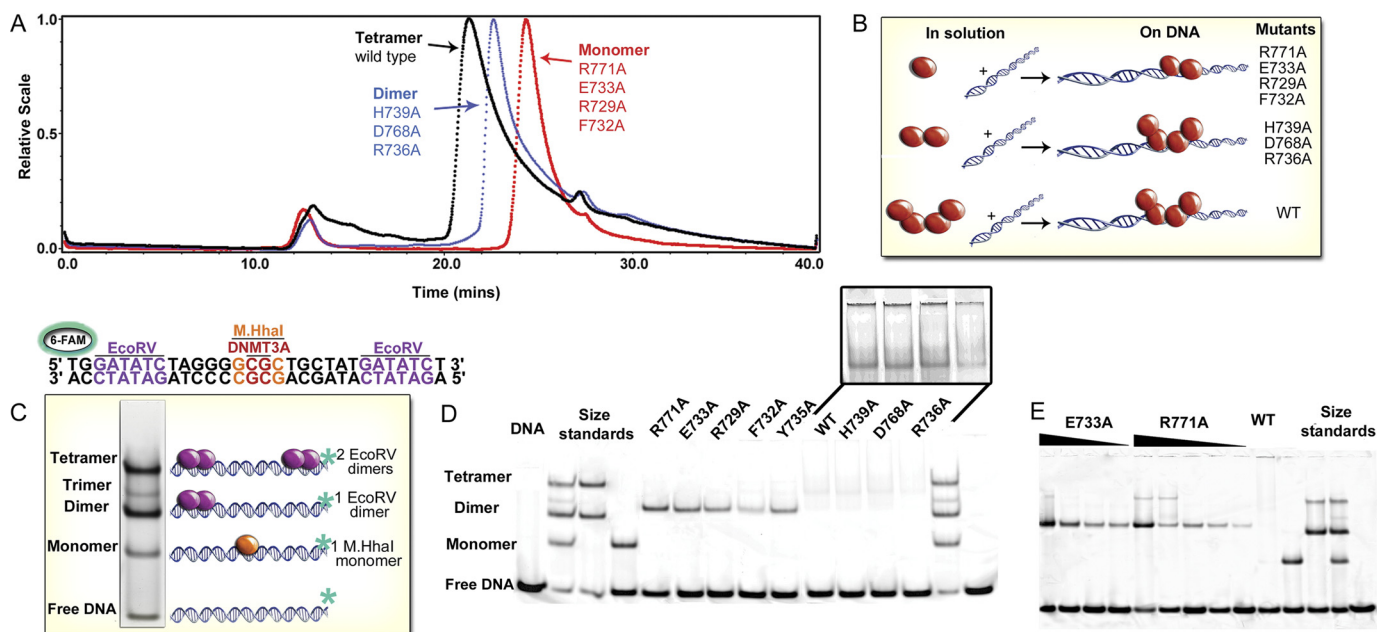 A
Relative Scale
1.0
0.5
0.0
0.0
10.0
20.0
30.0
40.0
Time (mins)
Tetramer
wild type
Dimer
H739A
D768A
R736A
Monomer
R771A
E733A
R729A
F732A
B
In solution
On DNA
Mutants
+
R771A
E733A
R729A
F732A
+
H739A
D768A
R736A
+
WT
6-FAM
EcoRV
M.HhaI
DNMT3A
EcoRV
5' TGGATATCTAGGGGCGCTGCTATGATATCT 3'
3' ACCTATAGATCCCCGCGACGATACTATAGA 5'
C
Tetramer
Trimer
Dimer
Monomer
Free DNA
* 2 EcoRV
dimers
* 1 EcoRV
dimer
* 1 M.HhaI
monomer
*
D
DNA
Size
standards
R771A
E733A
R729A
F732A
Y735A
WT
H739A
D768A
R736A
Tetramer
Dimer
Monomer
Free DNA
E
E733A
R771A
WT
Size
standards